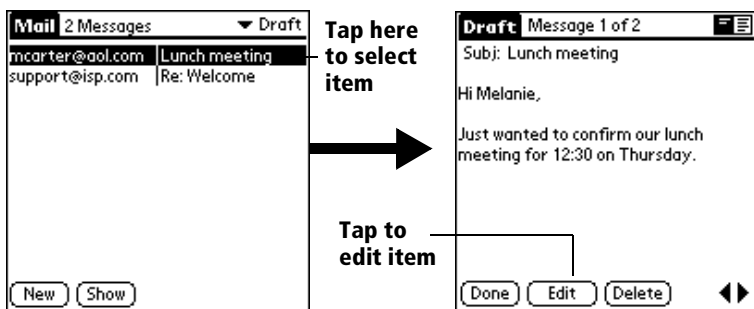 Mail 2 Messages Draft
mcarter@aol.com Lunch meeting
support@isp.com Re: Welcome
New Show
Tap here
to select
item
Tap to
edit item
Draft Message 1 of 2
Subj: Lunch meeting
Hi Melanie,
Just wanted to confirm our lunch
meeting for 12:30 on Thursday.
Done Edit Delete